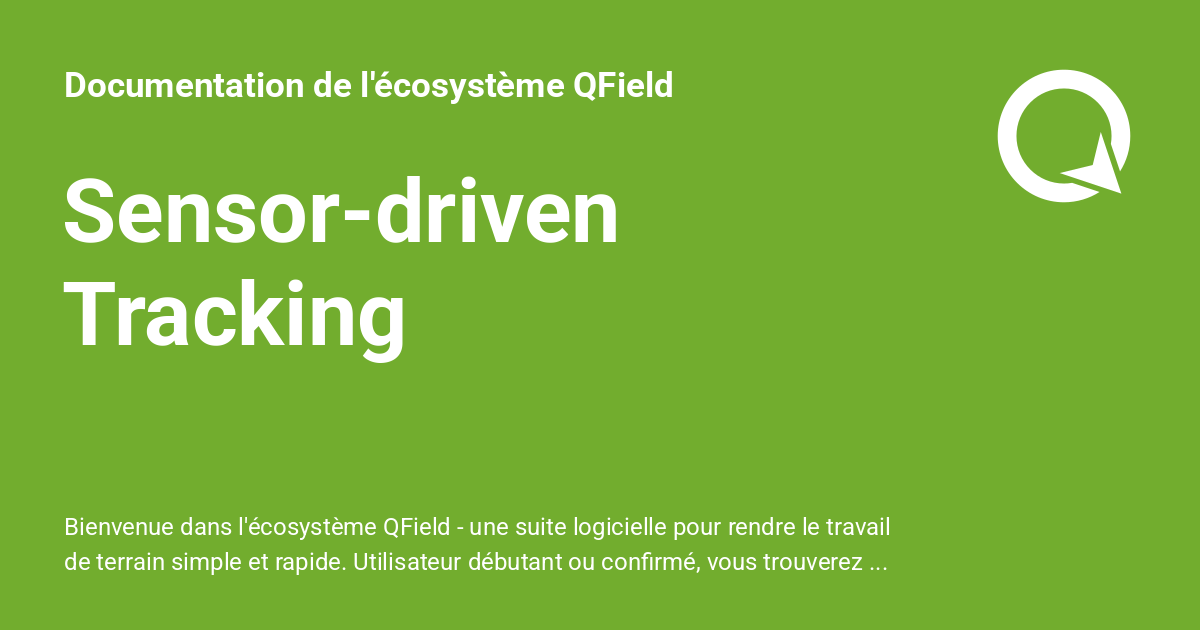 Documentation de l'écosystème QField
Sensor-driven
Tracking
Bienvenue dans l'écosystème QField - une suite logicielle pour rendre le travail
de terrain simple et rapide. Utilisateur débutant ou confirmé, vous trouverez ...